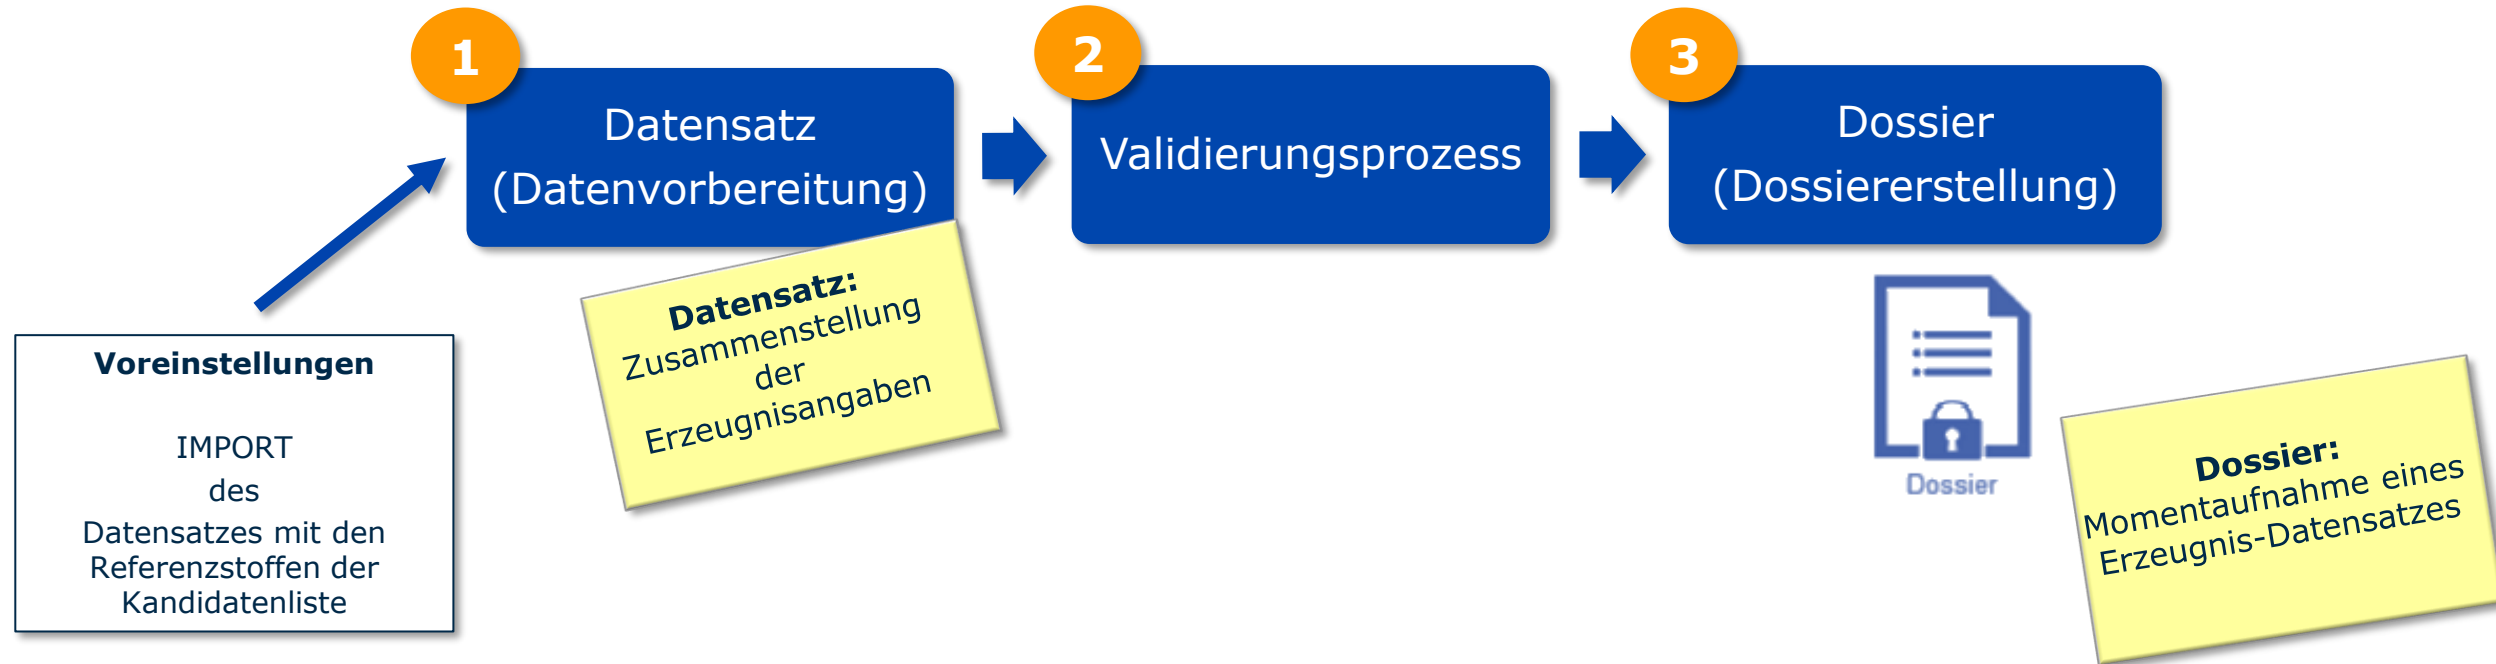 1
Datensatz
(Datenvorbereitung)
2
Validierungsprozess
3
Dossier
(Dossiererstellung)
Voreinstellungen
IMPORT
des
Datensatzes mit den
Referenzstoffen der
Kandidatenliste
Datensatz:
Zusammenstellung
der
Erzeugnisangaben
Dossier
Dossier:
Momentaufnahme eines
Erzeugnis-Datensatzes